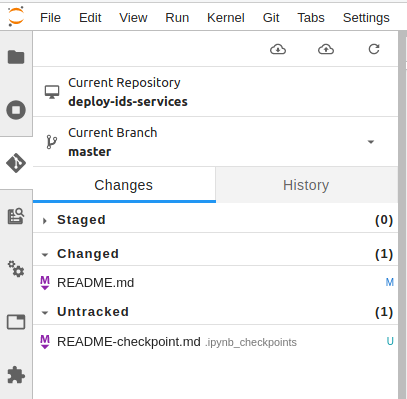 File Edit View Run Kernel Git Tabs Settings
Current Repository
deploy-ids-services
Current Branch
master
Changes History
Staged (0)
Changed (1)
README.md M
Untracked (1)
README-checkpoint.md .ipynb_checkpoints U